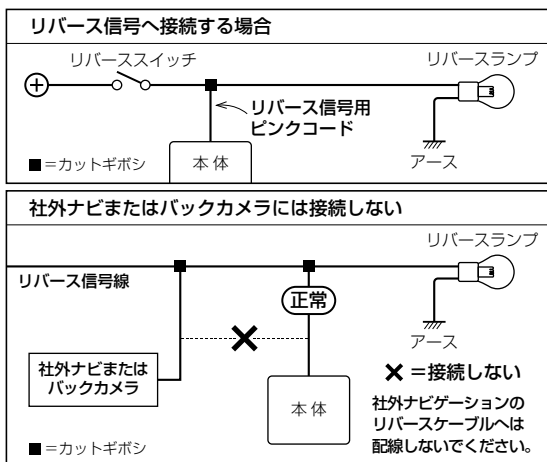 リバース信号へ接続する場合
リバーススイッチ
リバースランプ
リバース信号用
ピンクコード
■=カットギボシ
本体
アース
社外ナビまたはバックカメラには接続しない
リバースランプ
リバース信号線
正常
アース
社外ナビまたは
バックカメラ
本体
✕=接続しない
社外ナビゲーションの
リバースケーブルへは
配線しないでください。
■=カットギボシ